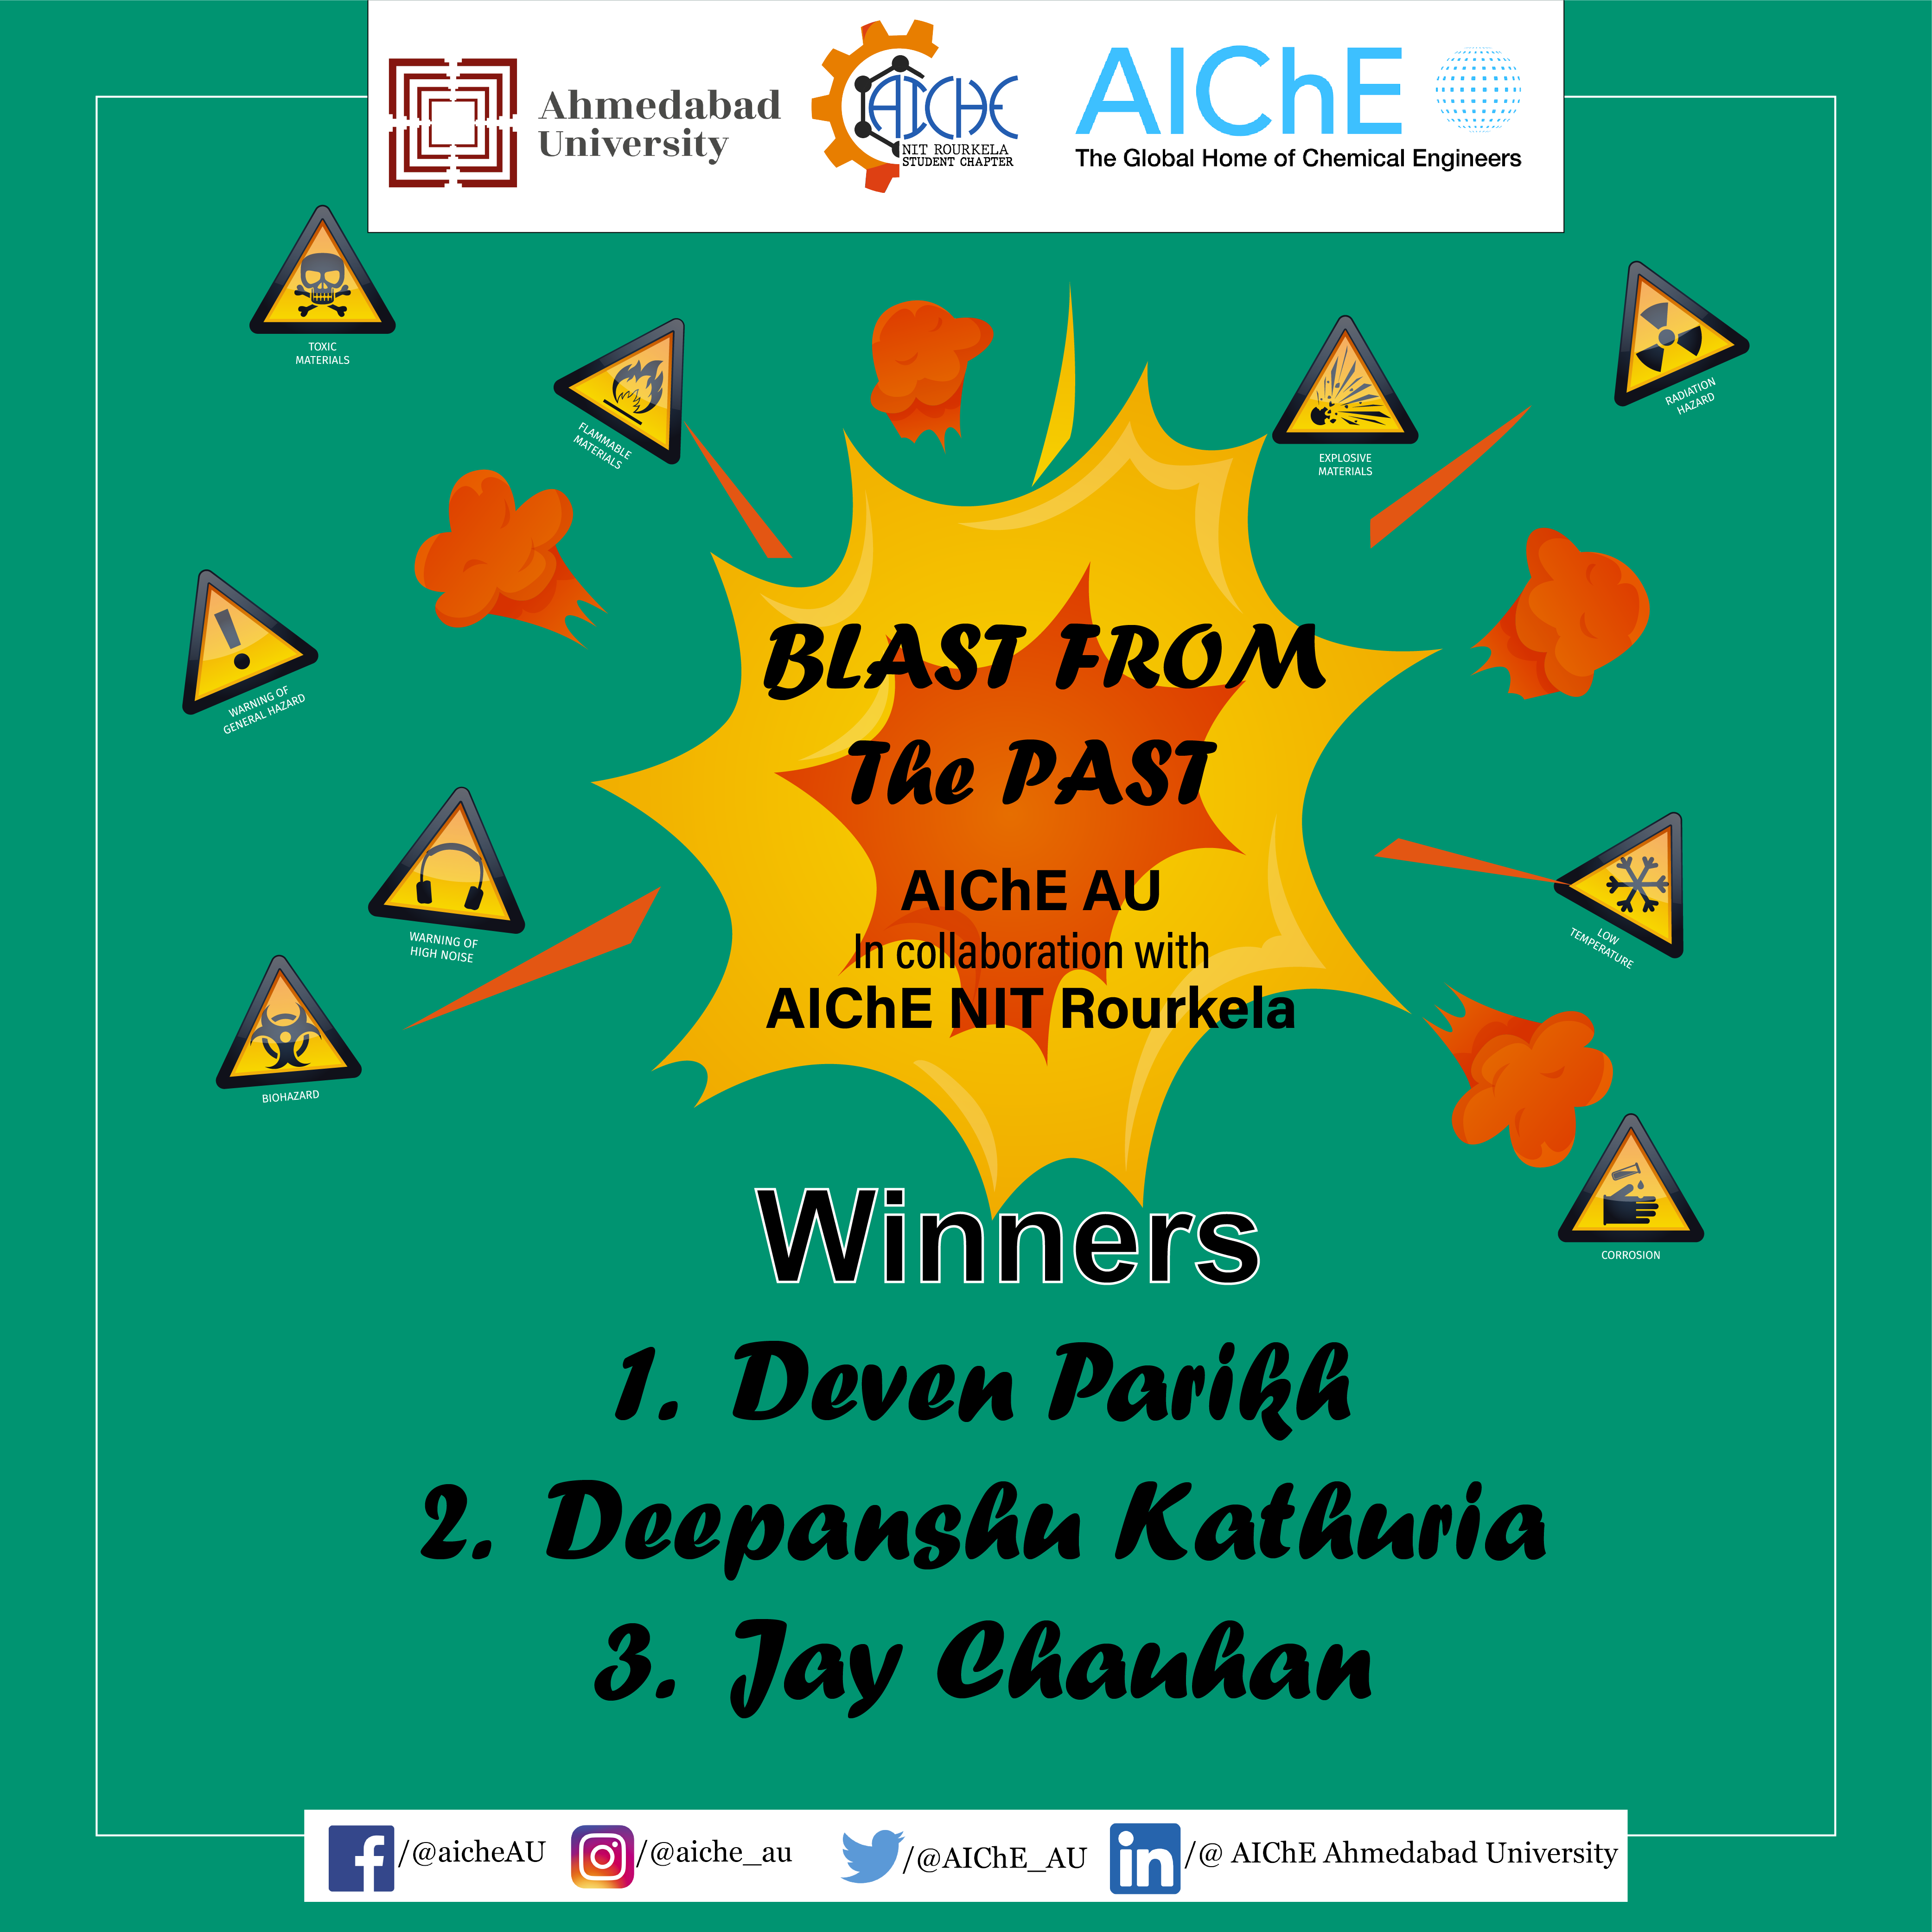 Ahmedabad
University
AIChE
NIT ROURKELA
STUDENT CHAPTER
AIChE
The Global Home of Chemical Engineers
TOXIC
MATERIALS
FLAMMABLE
MATERIALS
EXPLOSIVE
MATERIALS
RADIATION
HAZARD
WARNING OF
GENERAL HAZARD
BLAST FROM
The PAST
AIChE AU
In collaboration with
AIChE NIT Rourkela
WARNING OF
HIGH NOISE
LOW
TEMPERATURE
BIOHAZARD
CORROSION
Winners
1. Deven Parikh
2. Deepanshu Kathuria
3. Jay Chauhan
/@aicheAU
/@aiche_au
/@AIChE_AU
/@ AIChE Ahmedabad University